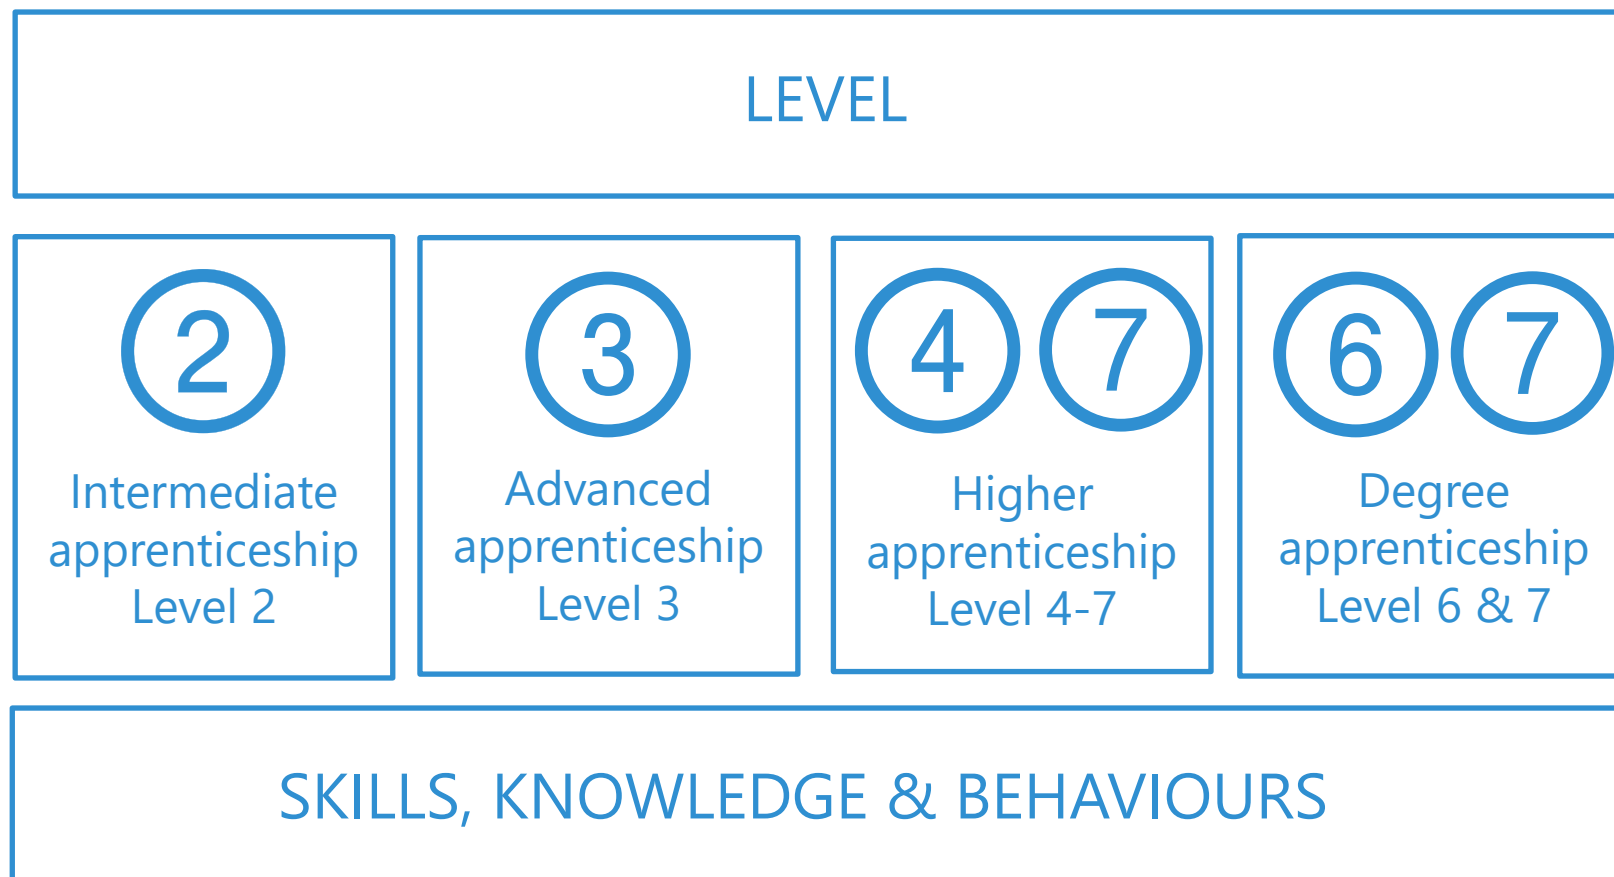 LEVEL
2
Intermediate
apprenticeship
Level 2
3
Advanced
apprenticeship
Level 3
4 7
Higher
apprenticeship
Level 4-7
6 7
Degree
apprenticeship
Level 6 & 7
SKILLS, KNOWLEDGE & BEHAVIOURS